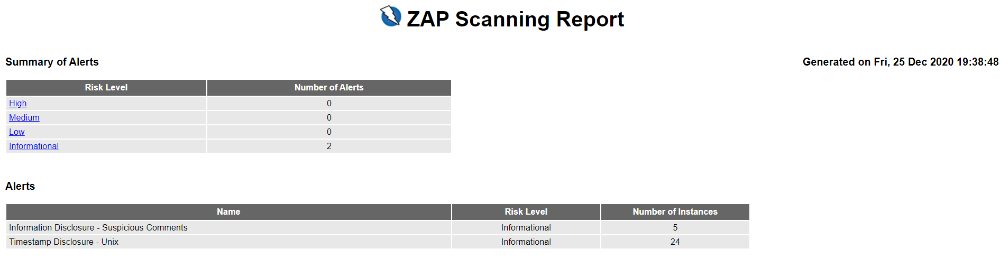 ZAP Scanning Report
Summary of Alerts
Generated on Fri, 25 Dec 2020 19:38:48
Risk Level Number of Alerts
High 0
Medium 0
Low 0
Informational 2
Alerts
Name Risk Level Number of Instances
Information Disclosure - Suspicious Comments Informational 5
Timestamp Disclosure - Unix Informational 24